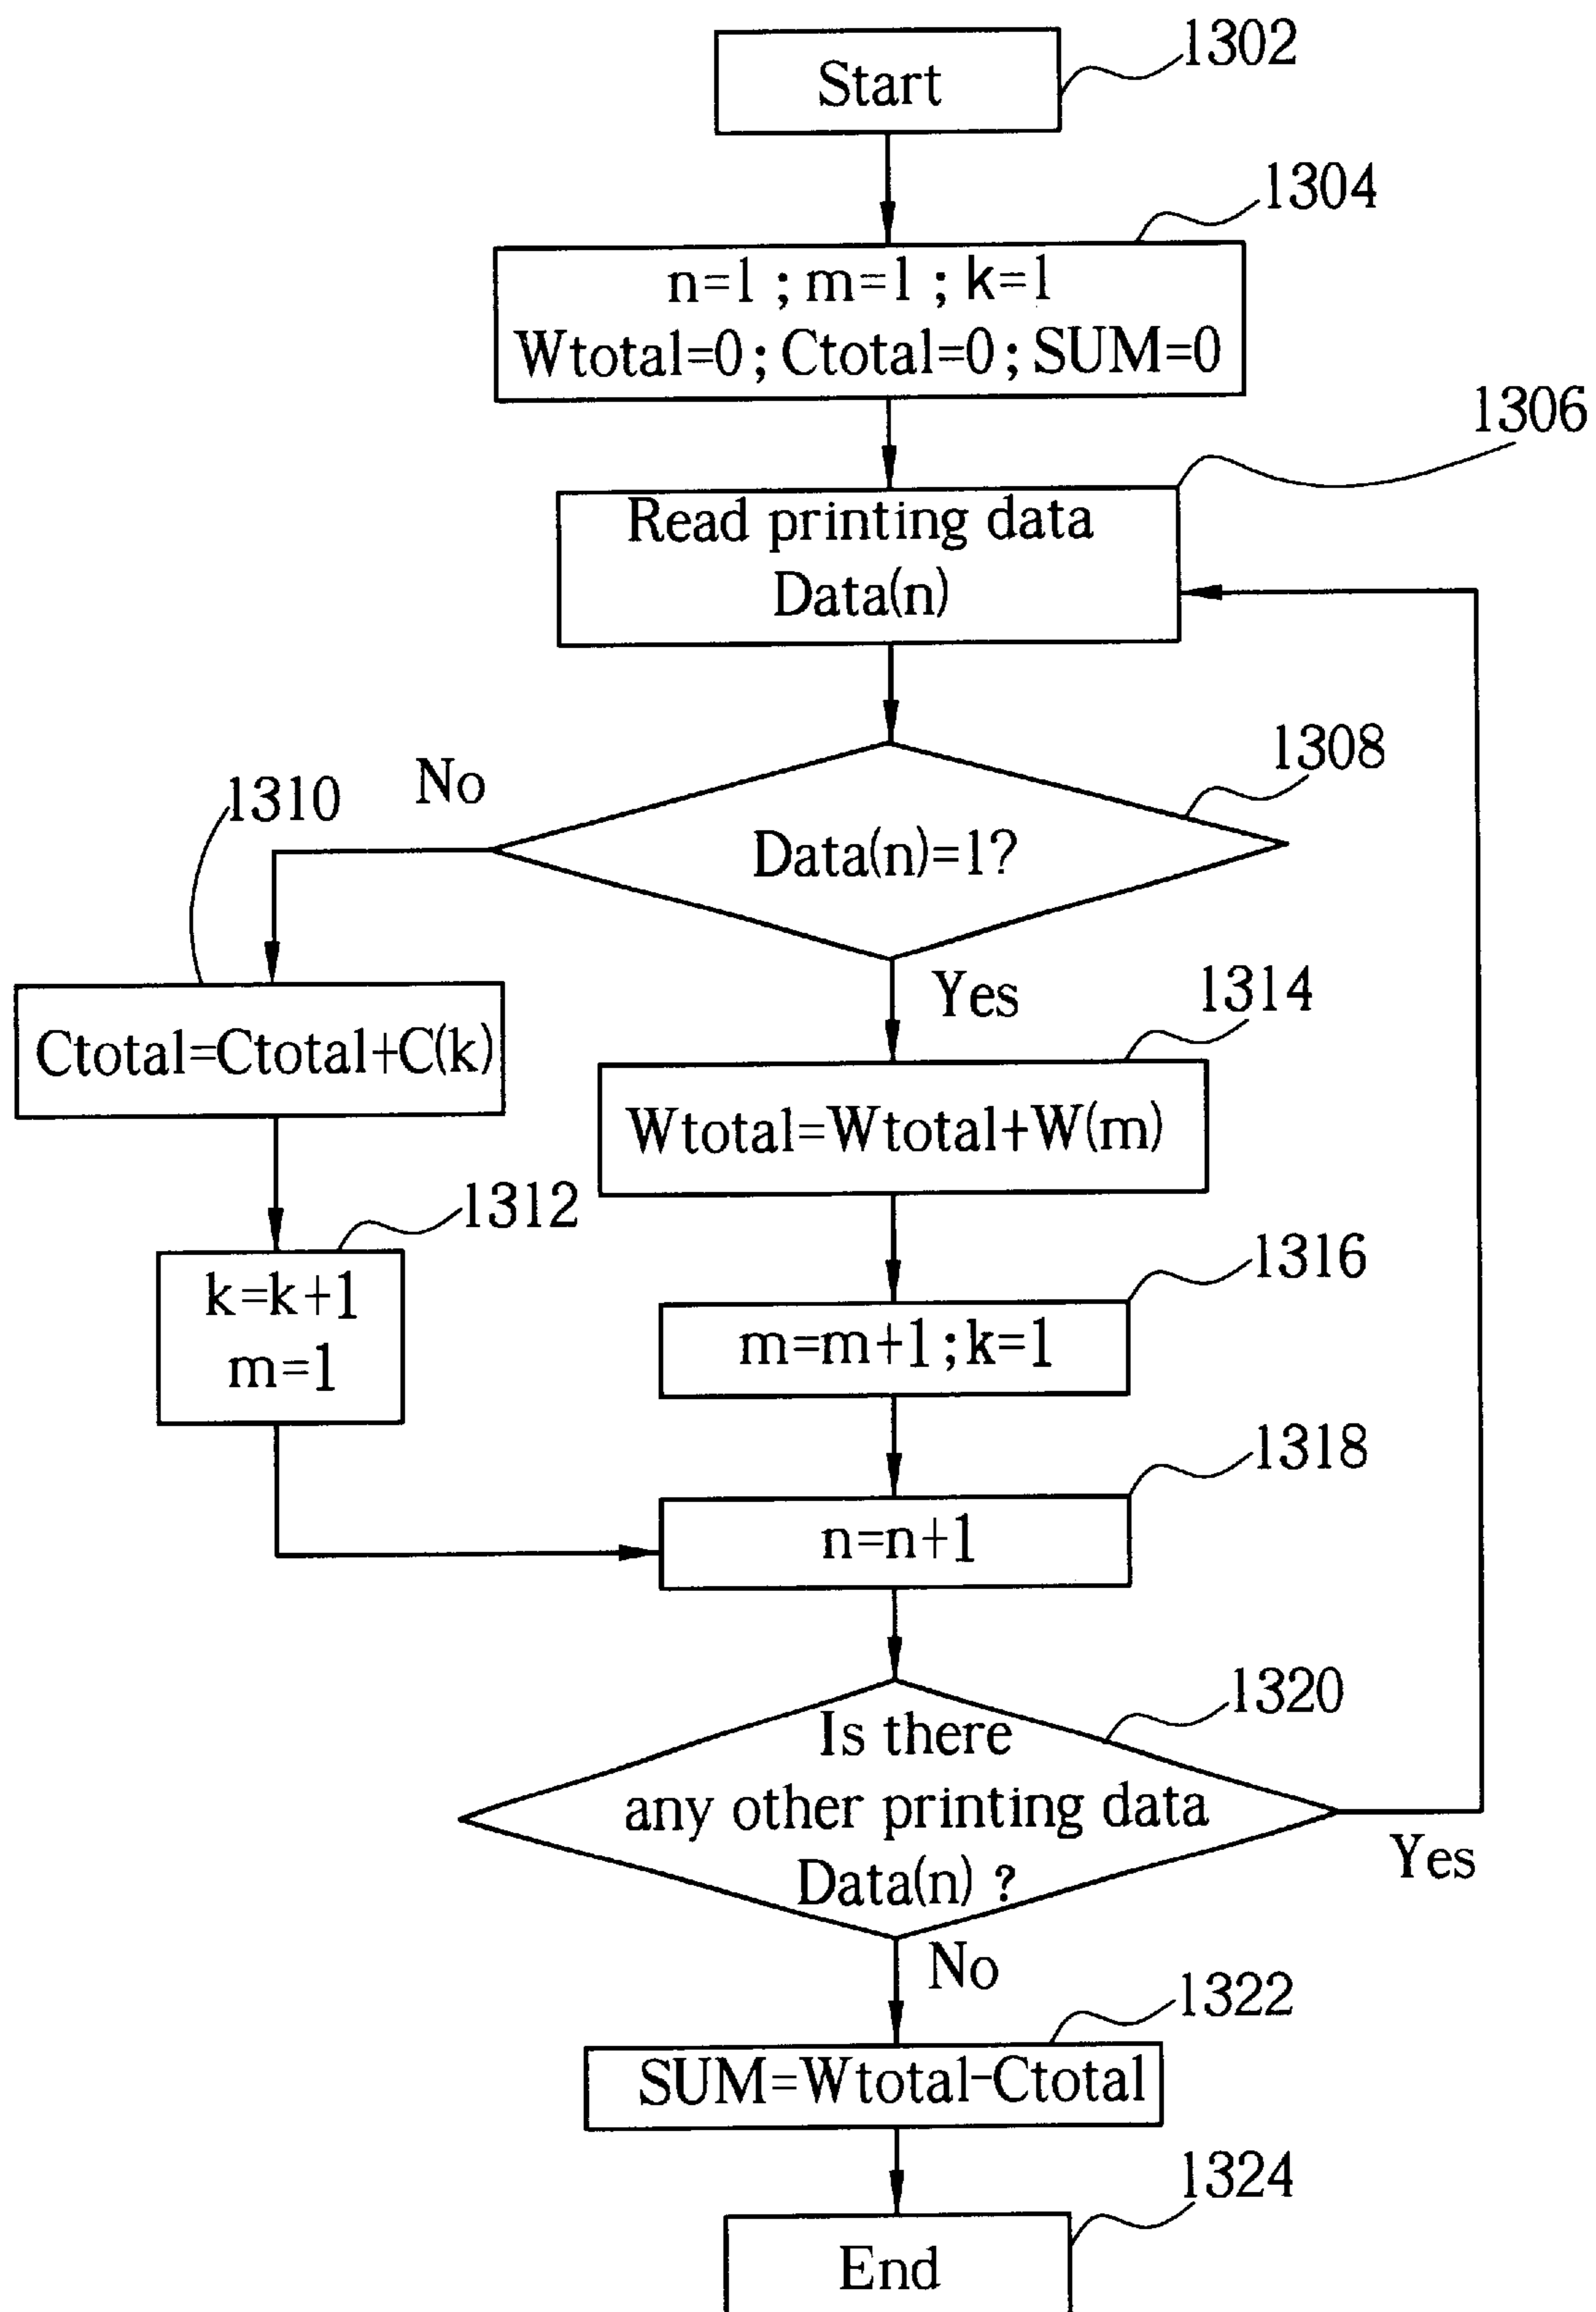 Start
1302
1304
n=1 ; m=1 ; k=1
Wtotal=0 ; Ctotal=0 ; SUM=0
1306
Read printing data
Data(n)
1308
No
1310
Data(n)=1?
Yes
1314
Ctotal=Ctotal+C(k)
Wtotal=Wtotal+W(m)
1312
k=k+1
m=1
1316
m=m+1 ; k=1
1318
n=n+1
1320
Is there
any other printing data
Data(n) ?
Yes
No
1322
SUM=Wtotal-Ctotal
1324
End